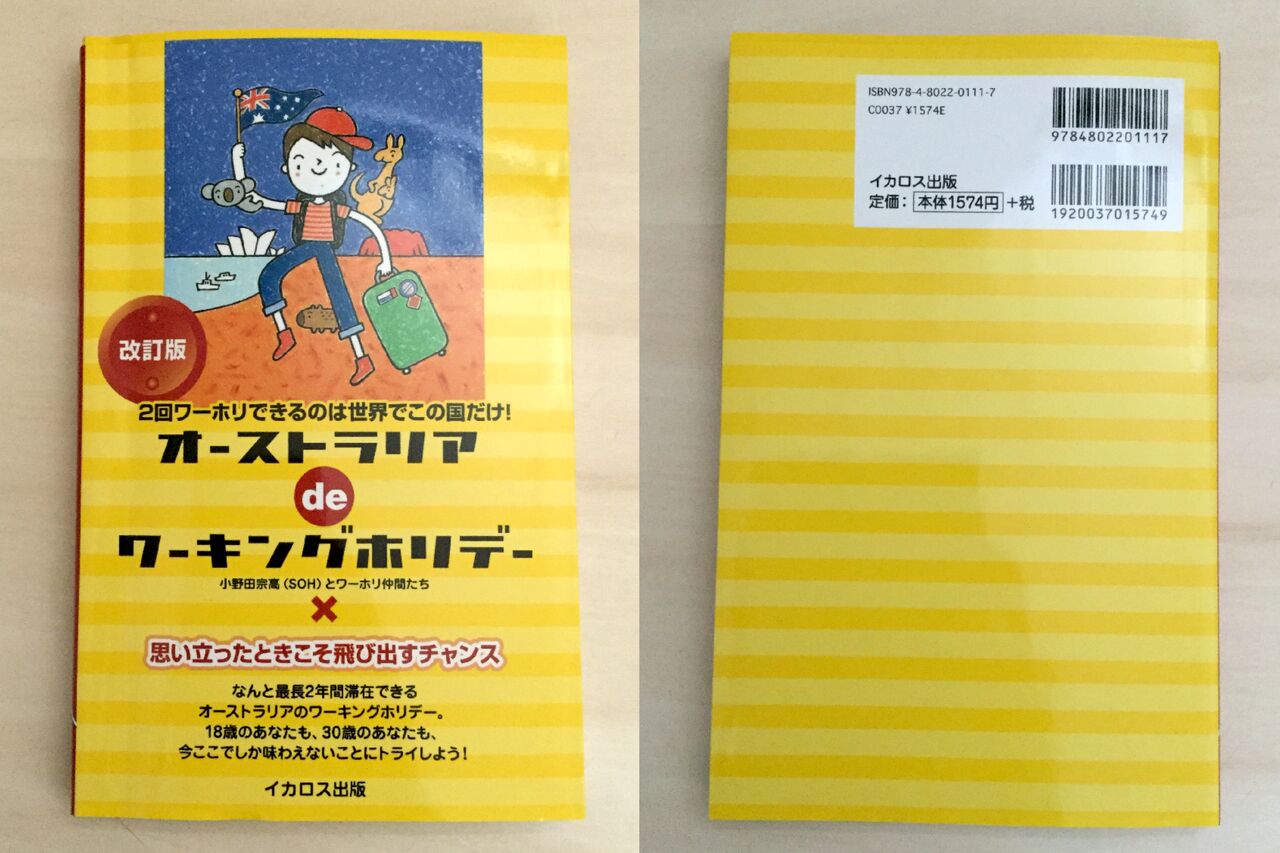 改訂版
2回ワーホリできるのは世界でこの国だけ!
オーストラリア
de
ワーキングホリデー
小野田宗高(SOH)とワーホリ仲間たち
×
思い立ったときこそ飛び出すチャンス
なんと最長2年間滞在できる
オーストラリアのワーキングホリデー。
18歳のあなたも、30歳のあなたも、
今ここでしか味わえないことにトライしよう!
イカロス出版
ISBN978-4-8022-0111-7
C0037 ¥1574E
9784802201117
イカロス出版
定価: 本体1574円 +税
1920037015749